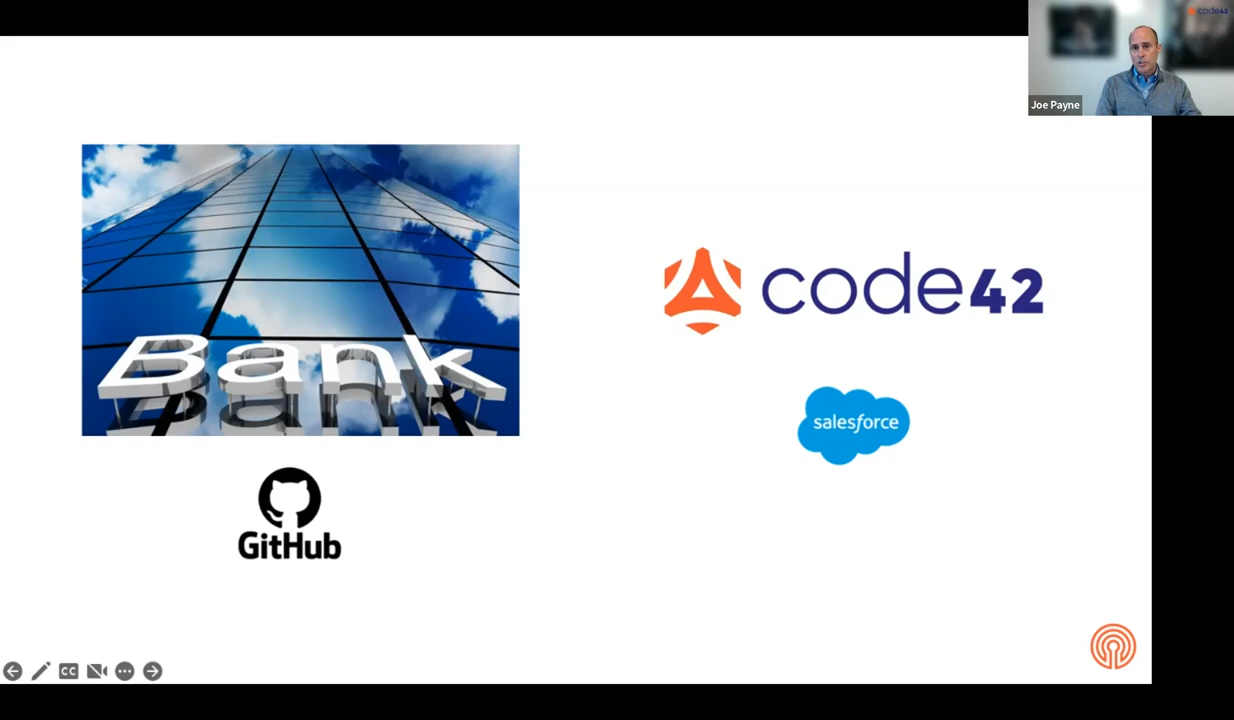 code42
Joe Payne
Bank
code42
salesforce
GitHub
CC